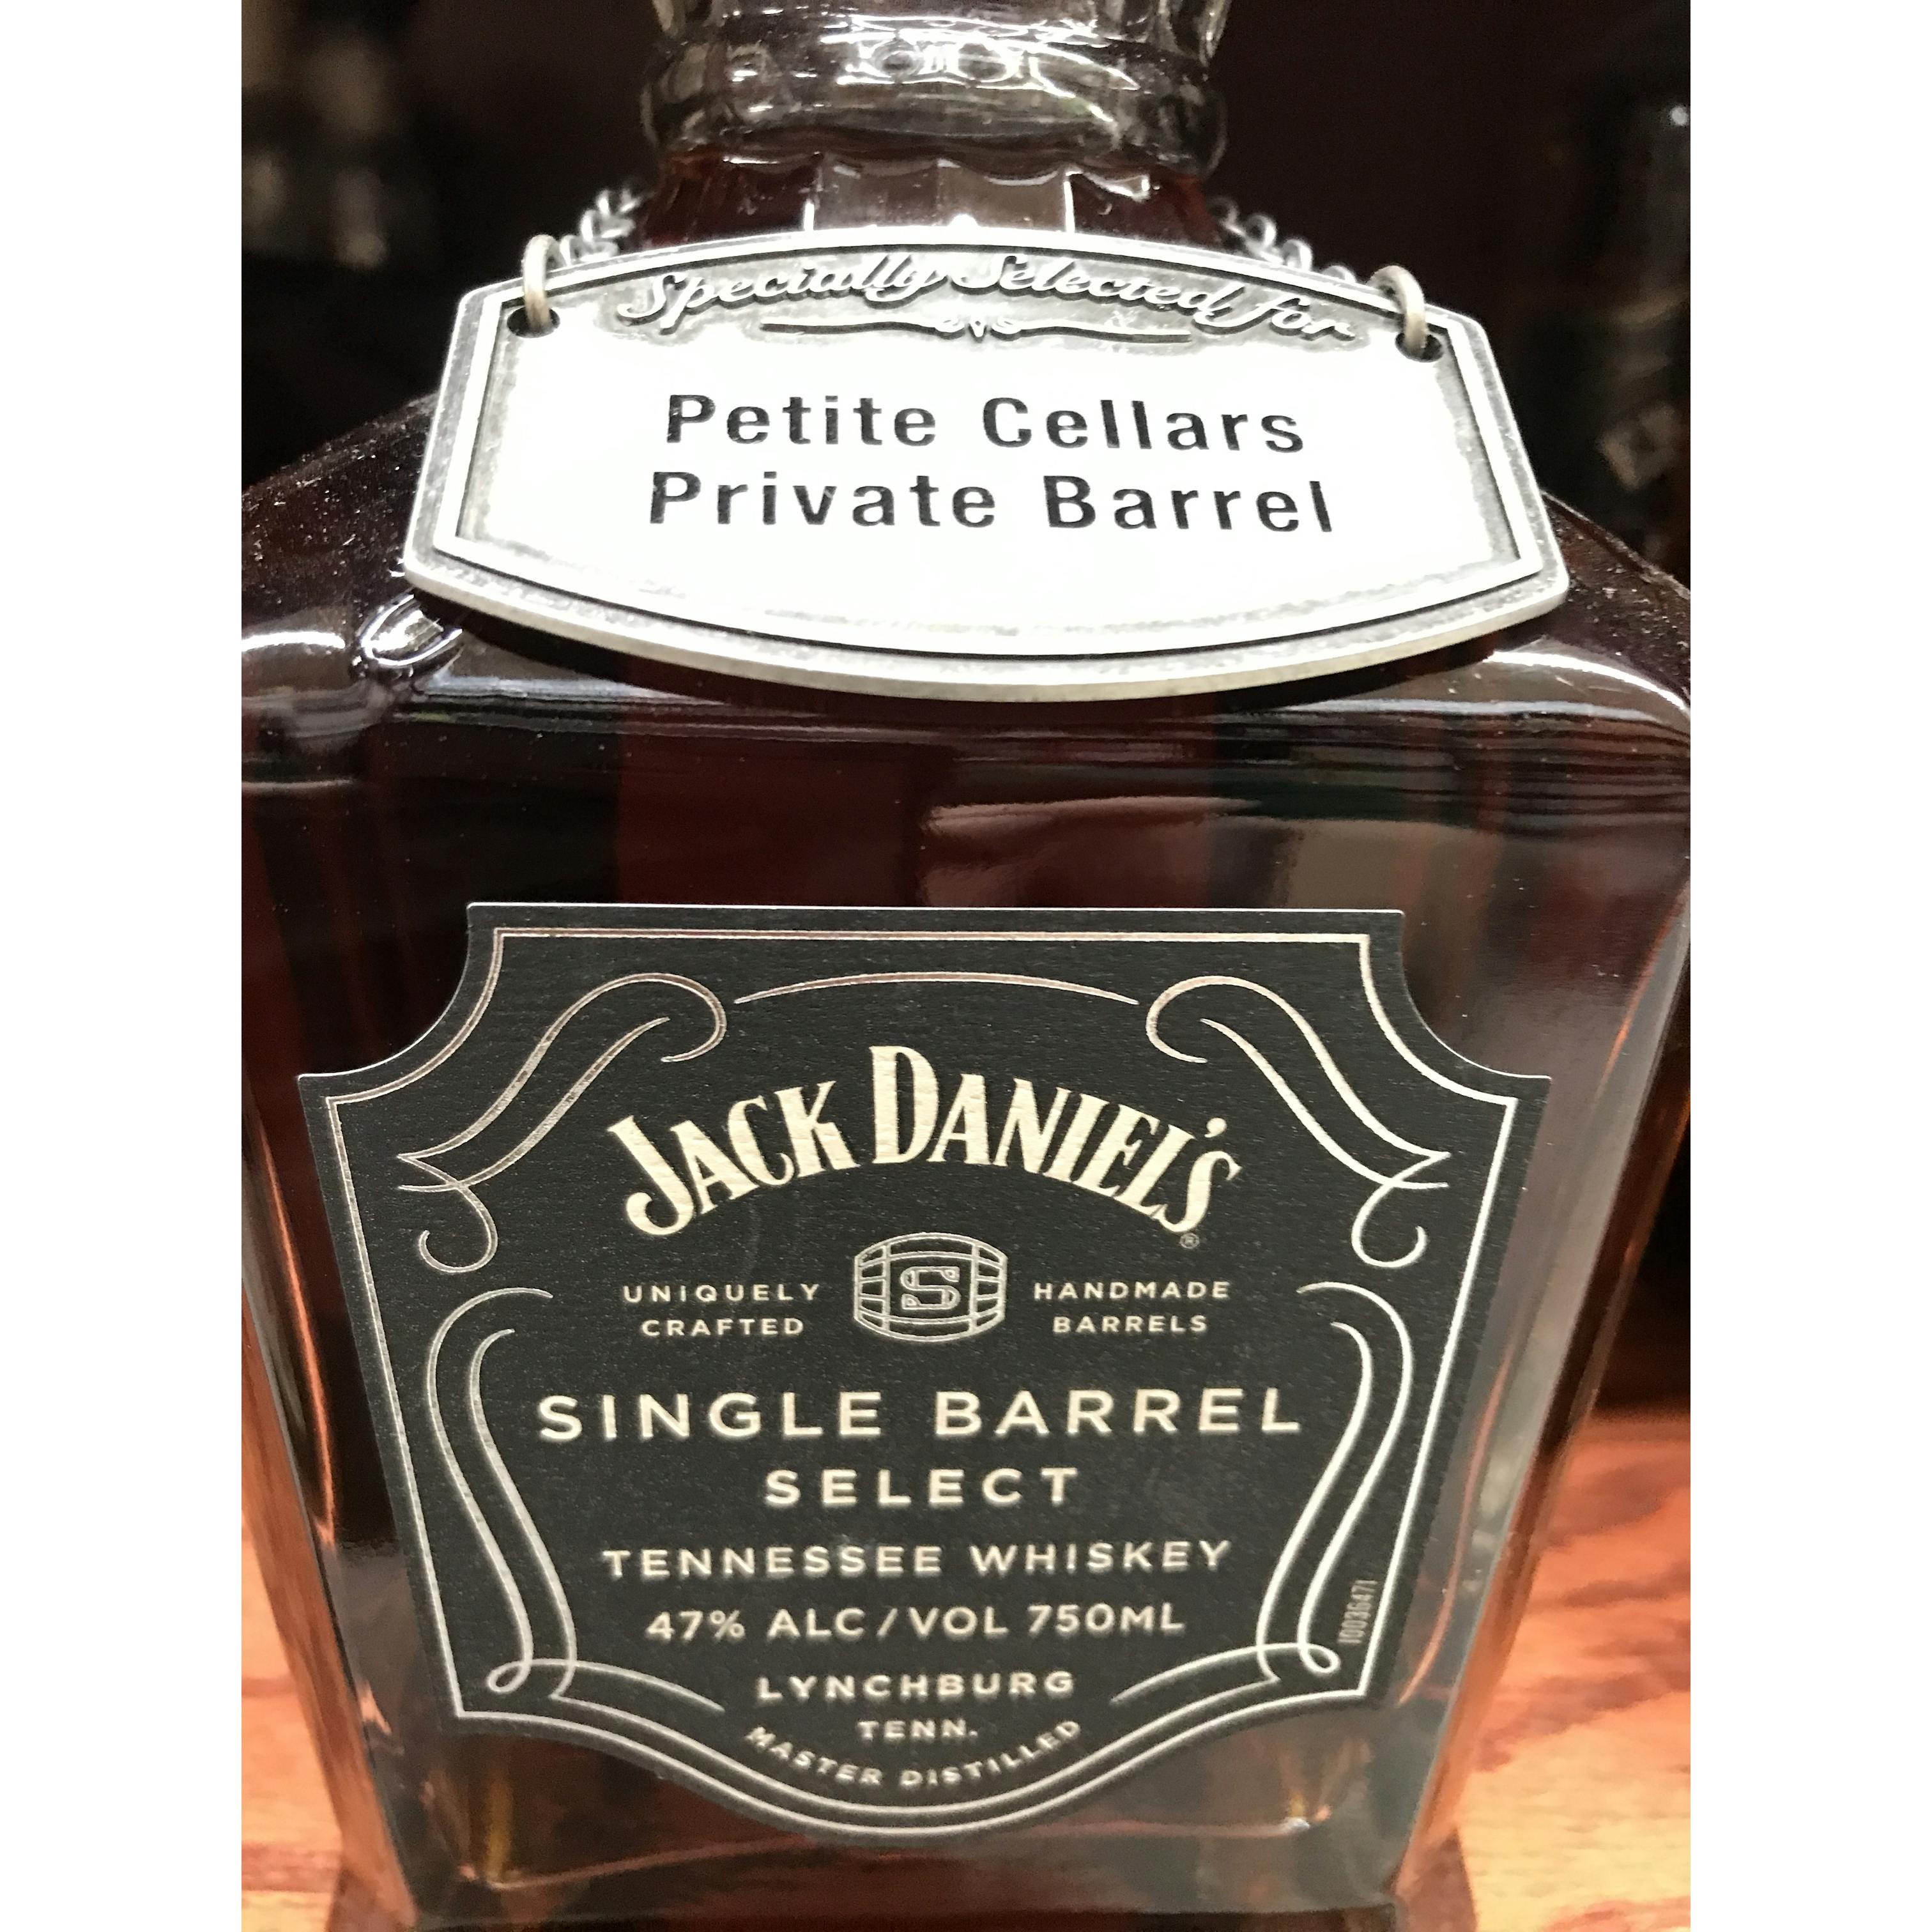 Specially Selected for
Petite Cellars
Private Barrel
JACK DANIEL'S
®
UNIQUELY
CRAFTED
S
HANDMADE
BARRELS
SINGLE BARREL
SELECT
TENNESSEE WHISKEY
47% ALC/VOL 750ML
LYNCHBURG
TENN.
MASTER DISTILLED
10036471